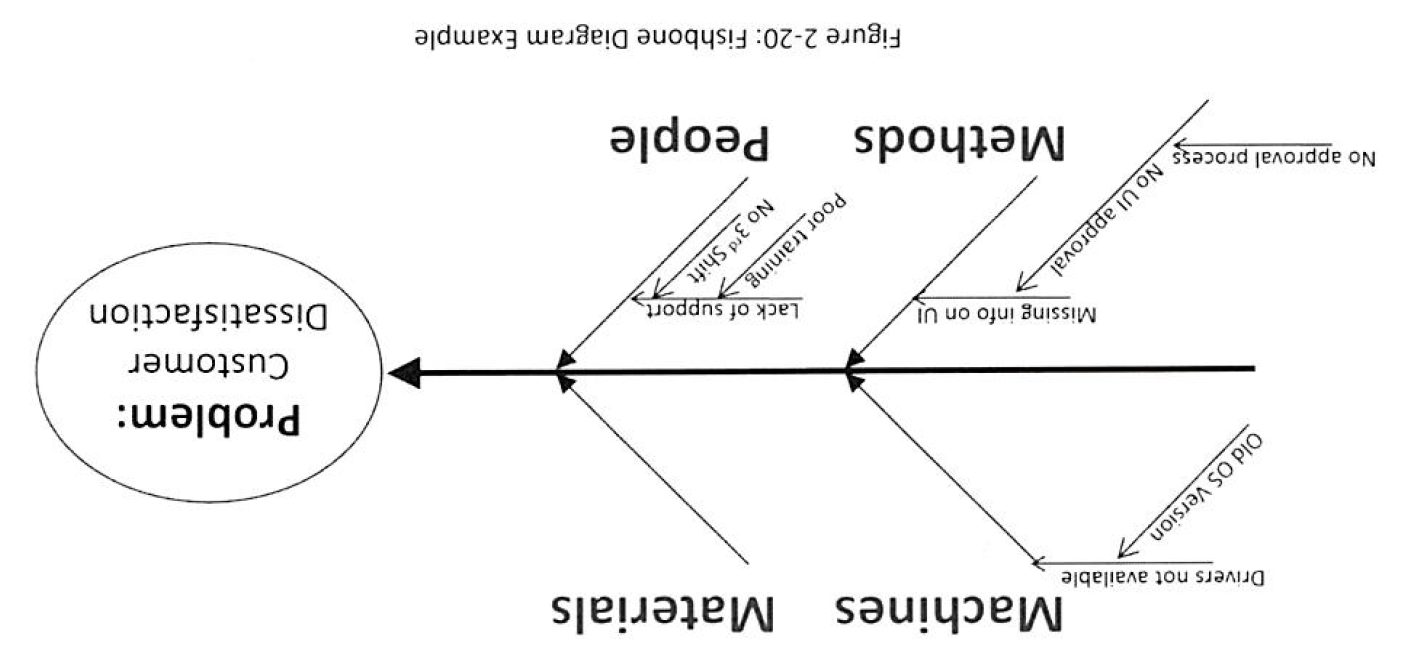 Machines
Materials
Drivers not available
Old OS Version
Problem:
Customer
Dissatisfaction
Missing info on UI
No UI approval
No approval process
Lack of support
Poor training
No 3rd Shift
Methods
People
Figure 2-20: Fishbone Diagram Example